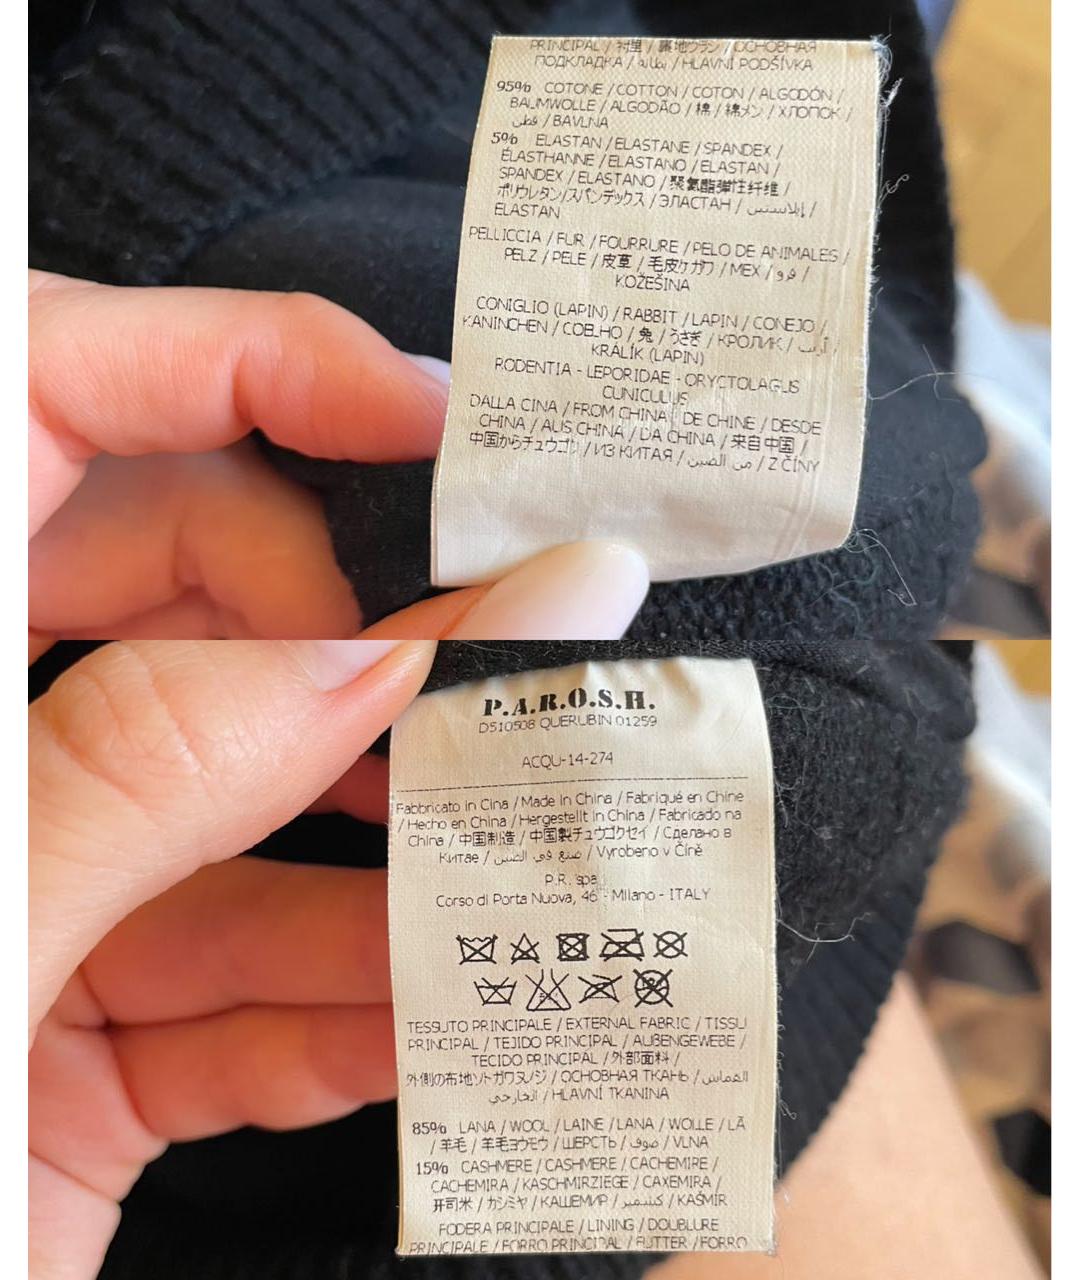 PRINCIPAL / 衬里 / 裏地ウラジ / ОСНОВНАЯ
ПОДКЛАДКА / بطانة / HLAVNÍ PODŠÍVKA
95% COTONE / COTTON / COTON / ALGODÓN /
BAUMWOLLE / ALGODÃO / 棉 / 綿メン / ХЛОПОК /
قطن / BAVLNA
5% ELASTAN / ELASTANE / SPANDEX /
ÉLASTHANNE / ELASTANO / ELASTAN /
SPANDEX / ELASTANO / 聚氨酯弹性纤维 /
ポリウレタン/スパンデックス / ЭЛАСТАН / إيلاستين /
ELASTAN
PELLICCIA / FUR / FOURRURE / PELO DE ANIMALES /
PELZ / PELE / 皮草 / 毛皮ケガワ / МЕХ / فرو /
KOŽEŠINA
CONIGLIO (LAPIN) / RABBIT / LAPIN / CONEJO /
KANINCHEN / COELHO / 兔 / うさぎ / КРОЛИК / أرنب /
KRÁLÍK (LAPIN)
RODENTIA - LEPORIDAE - ORYCTOLAGUS
CUNICULUS
DALLA CINA / FROM CHINA / DE CHINE / DESDE
CHINA / AUS CHINA / DA CHINA / 来自中国 /
中国からチュウゴク / ИЗ КИТАЯ / من الصين / Z ČÍNY
P.A.R.O.S.H.
D510508 QUERUBIN 01259
ACQU-14-274
Fabbricato in Cina / Made in China / Fabriqué en Chine
/ Hecho en China / Hergestellt in China / Fabricado na
China / 中国制造 / 中国製チュウゴクセイ / Сделано в
Китае / صنع في الصين / Vyrobeno v Číně
P.R. spa
Corso di Porta Nuova, 46 - Milano - ITALY
TESSUTO PRINCIPALE / EXTERNAL FABRIC / TISSU
PRINCIPAL / TEJIDO PRINCIPAL / AUßENGEWEBE /
TECIDO PRINCIPAL / 外部面料 /
外側の布地ソトガワヌノジ / ОСНОВНАЯ ТКАНЬ / القماش
الخارجي / HLAVNÍ TKANINA
85% LANA / WOOL / LAINE / LANA / WOLLE / LÃ
/ 羊毛 / 羊毛ヨウモウ / ШЕРСТЬ / صوف / VLNA
15% CASHMERE / CASHMERE / CACHEMIRE /
CACHEMIRA / KASCHMIRZIEGE / CAXEMIRA /
开司米 / カシミヤ / КАШЕМИР / كشمير / KAŠMÍR
FODERA PRINCIPALE / LINING / DOUBLURE
PRINCIPALE / FORRO PRINCIPAL / FUTTER / FORRO